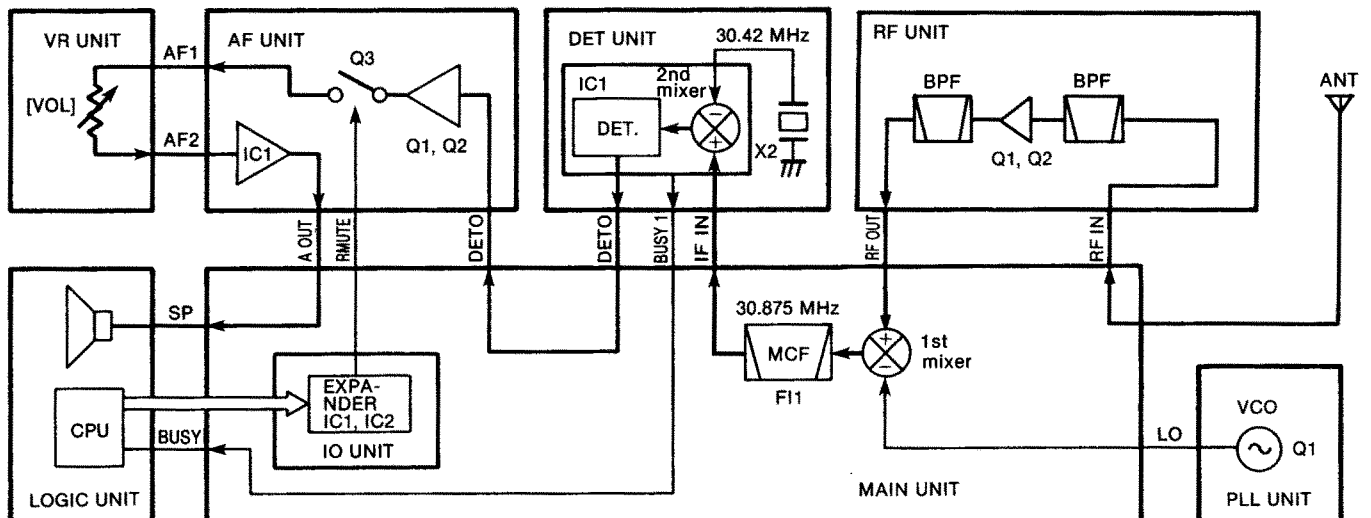 VR UNIT
AF1
[VOL]
AF2
AF UNIT
Q3
Q1, Q2
IC1
A OUT
RMUTE
DETO
DET UNIT
30.42 MHz
2nd
mixer
IC1
DET.
−
+
X2
DETO
BUSY 1
IF IN
RF UNIT
BPF
BPF
Q1, Q2
RF OUT
RF IN
ANT
SP
CPU
BUSY
LOGIC UNIT
EXPA-
NDER
IC1, IC2
IO UNIT
30.875 MHz
MCF
FI1
+
−
1st
mixer
MAIN UNIT
LO
VCO
Q1
PLL UNIT